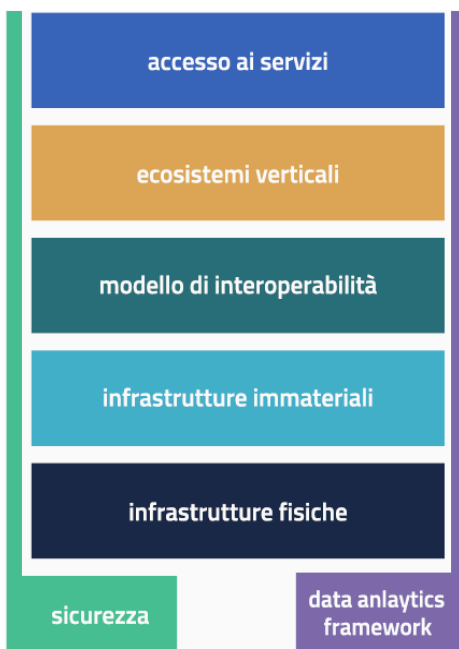 accesso ai servizi
ecosistemi verticali
modello di interoperabilità
infrastrutture immateriali
infrastrutture fisiche
sicurezza
data anlaytics
framework